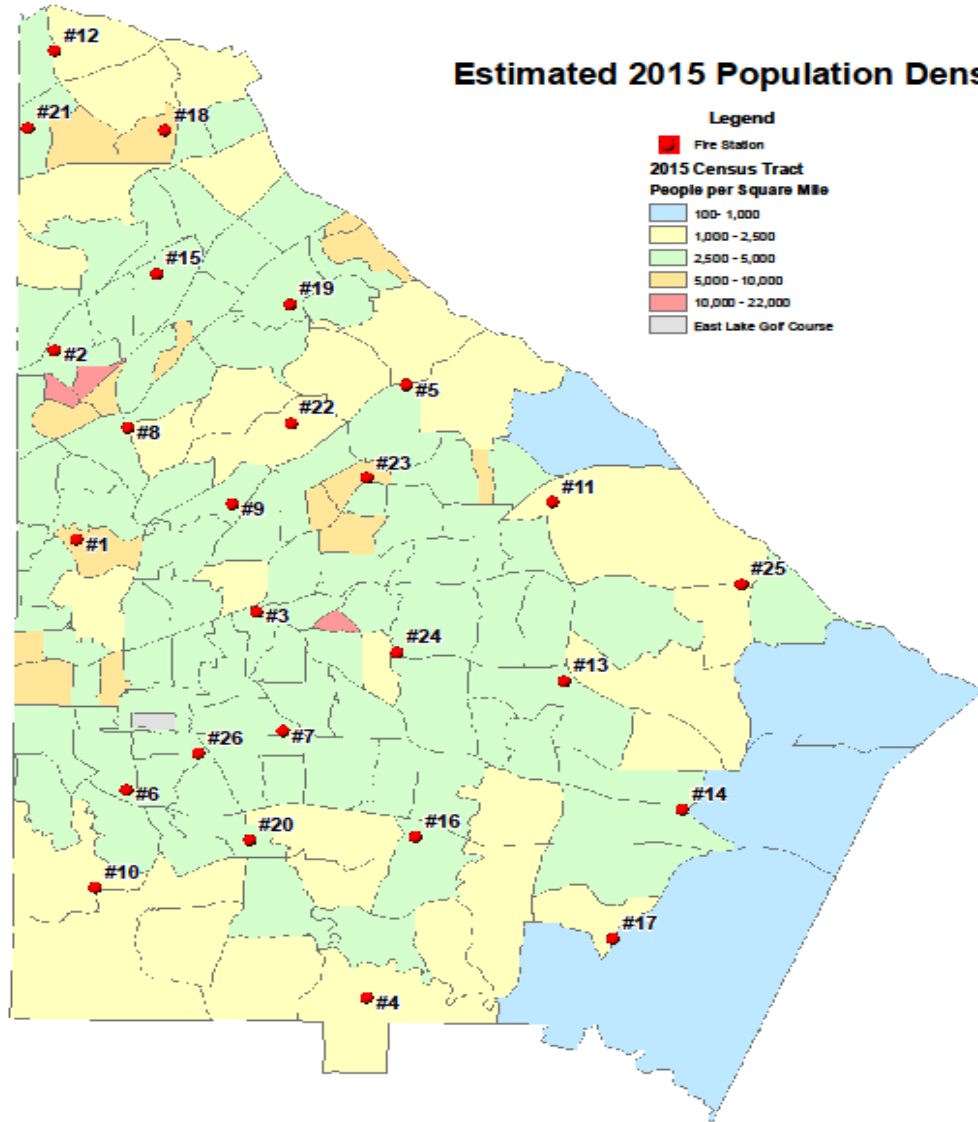 #12
Estimated 2015 Population Dens
Legend
#21
#18
Fire Station
2015 Census Tract
People per Square Mile
100- 1,000
1,000 - 2,500
2,500 - 5,000
5,000 - 10,000
10,000 - 22,000
East Lake Golf Course
#15
#19
#2
#5
#22
#8
#23
#11
#9
#1
#25
#3
#24
#13
#7
#26
#6
#14
#20
#16
#10
#17
#4